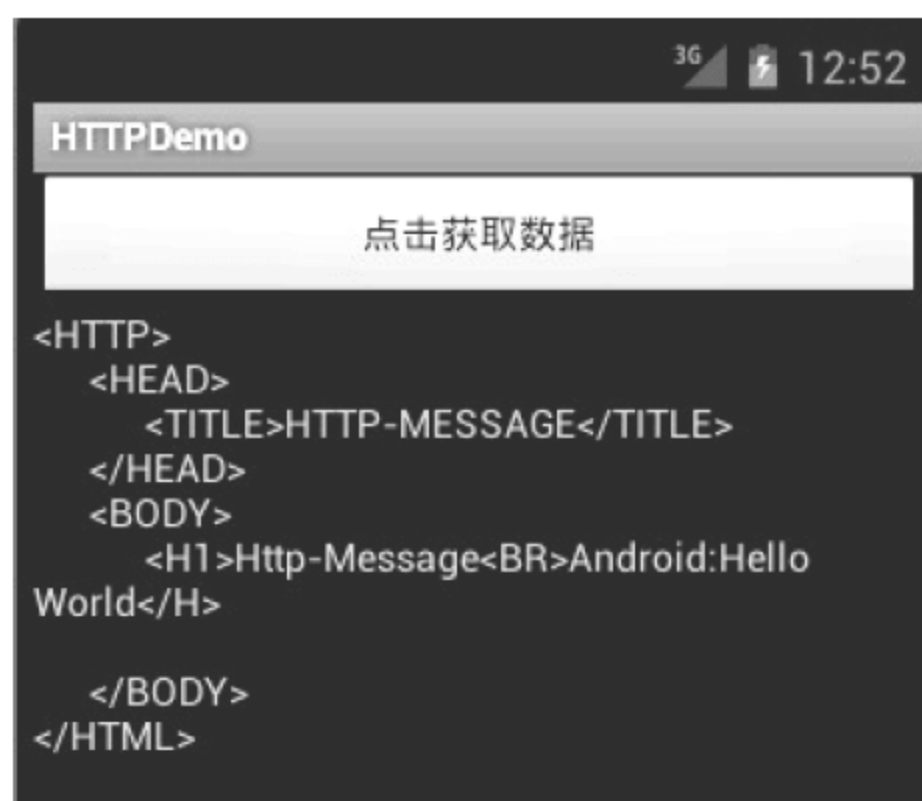 3G 12:52
HTTPDemo
点击获取数据
<HTTP>
<HEAD>
<TITLE>HTTP-MESSAGE</TITLE>
</HEAD>
<BODY>
<H1>Http-Message<BR>Android:Hello
World</H>
</BODY>
</HTML>